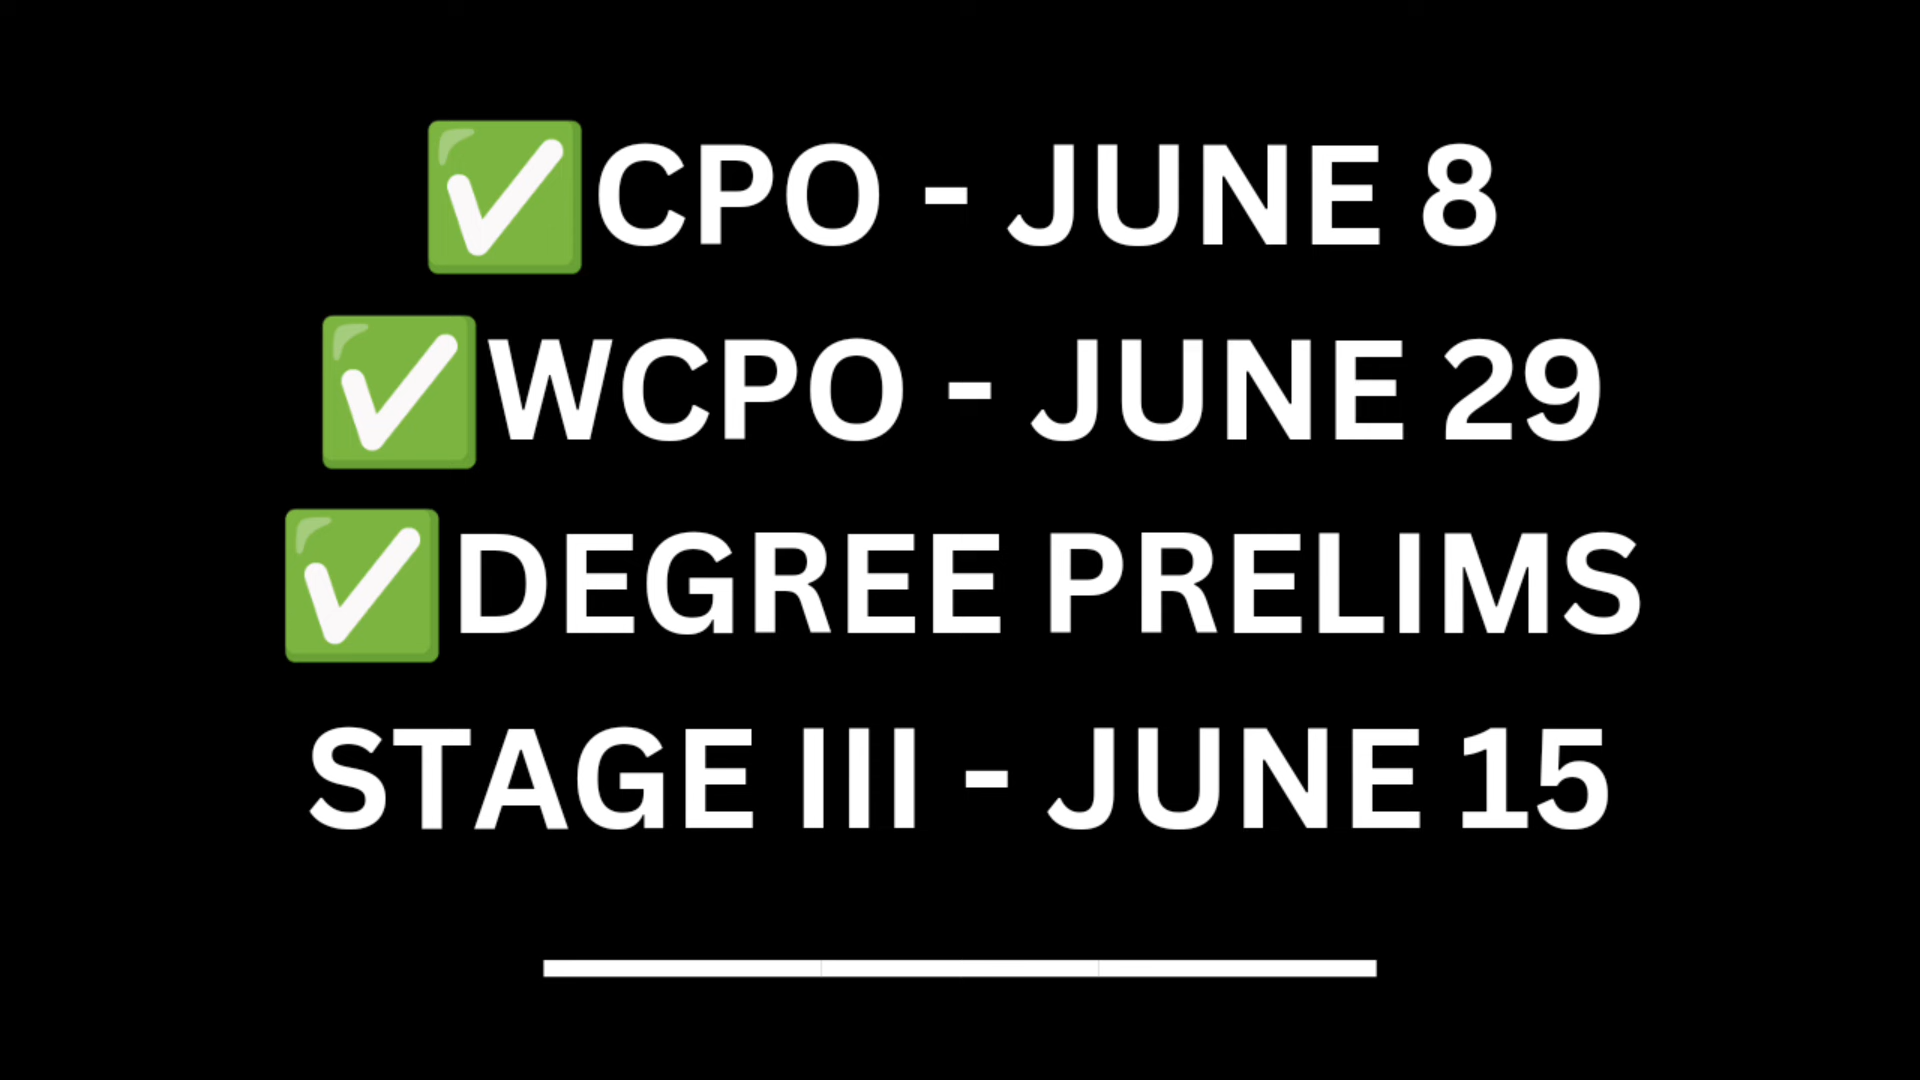 ✅CPO - JUNE 8
✅WCPO - JUNE 29
✅DEGREE PRELIMS
STAGE III - JUNE 15